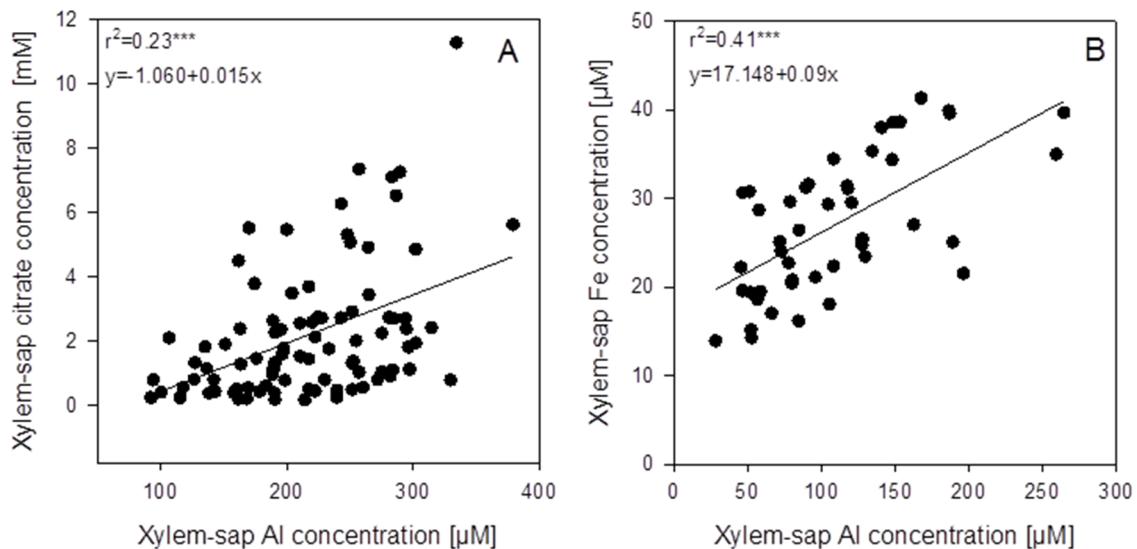 r²=0.23***
y=-1.060+0.015x
A
Xylem-sap citrate concentration [mM]
12
10
8
6
4
2
0
100
200
300
400
Xylem-sap Al concentration [µM]
r²=0.41***
y=17.148+0.09x
B
Xylem-sap Fe concentration [µM]
50
40
30
20
10
0
0
50
100
150
200
250
300
Xylem-sap Al concentration [µM]